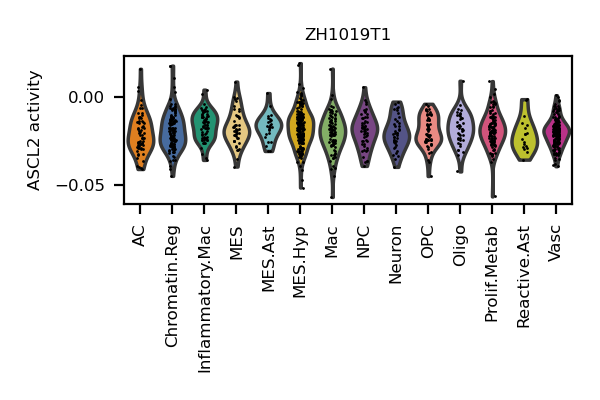 ZH1019T1
ASCL2 activity
0.00
−0.05
AC
Chromatin.Reg
Inflammatory.Mac
MES
MES.Ast
MES.Hyp
Mac
NPC
Neuron
OPC
Oligo
Prolif.Metab
Reactive.Ast
Vasc